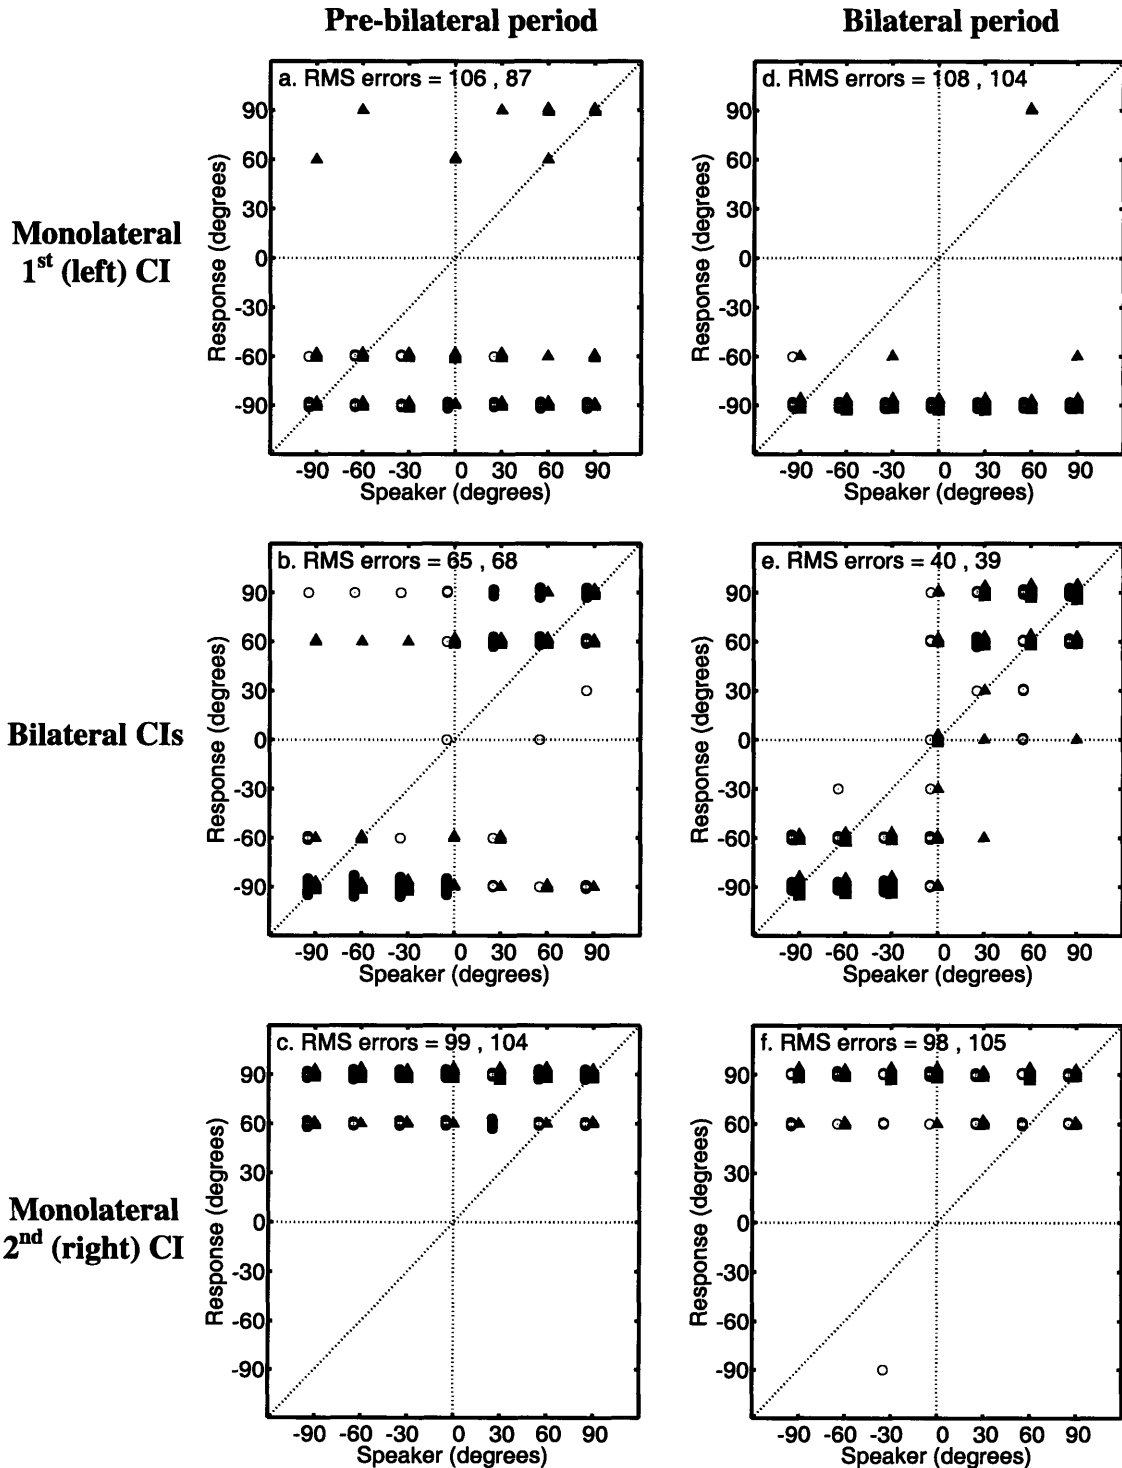 Pre-bilateral period
Bilateral period
a. RMS errors = 106 , 87
90
60
30
0
-30
-60
-90
Response (degrees)
-90 -60 -30 0 30 60 90
Speaker (degrees)
d. RMS errors = 108 , 104
90
60
30
0
-30
-60
-90
Response (degrees)
-90 -60 -30 0 30 60 90
Speaker (degrees)
Monolateral
1st (left) CI
b. RMS errors = 65 , 68
90
60
30
0
-30
-60
-90
Response (degrees)
-90 -60 -30 0 30 60 90
Speaker (degrees)
e. RMS errors = 40 , 39
90
60
30
0
-30
-60
-90
Response (degrees)
-90 -60 -30 0 30 60 90
Speaker (degrees)
Bilateral CIs
c. RMS errors = 99 , 104
90
60
30
0
-30
-60
-90
Response (degrees)
-90 -60 -30 0 30 60 90
Speaker (degrees)
f. RMS errors = 98 , 105
90
60
30
0
-30
-60
-90
Response (degrees)
-90 -60 -30 0 30 60 90
Speaker (degrees)
Monolateral
2nd (right) CI